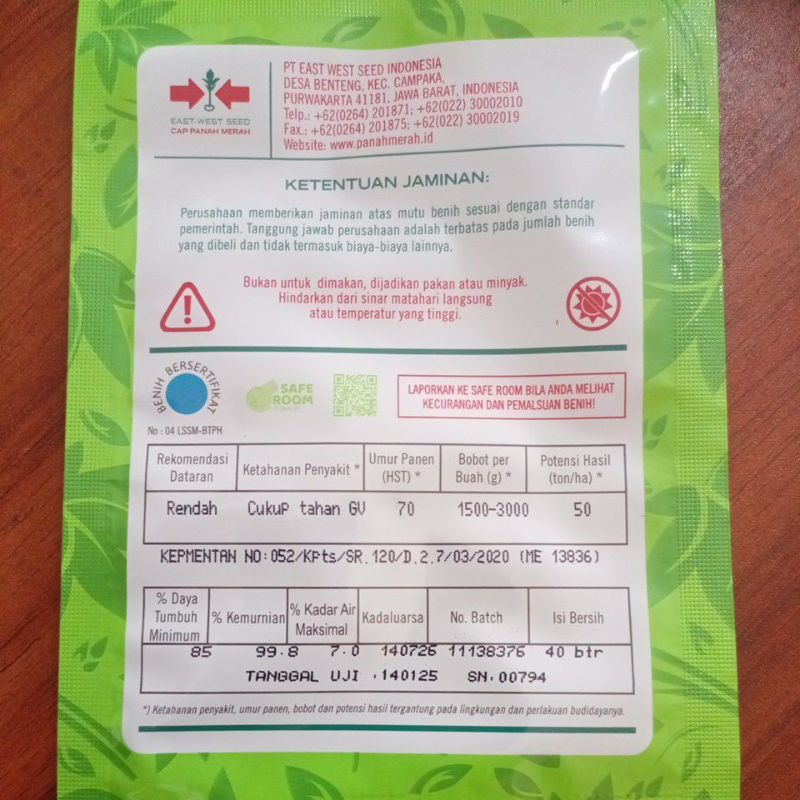 EAST-WEST SEED
CAP PANAH MERAH
PT EAST WEST SEED INDONESIA
DESA BENTENG, KEC. CAMPAKA,
PURWAKARTA 41181, JAWA BARAT, INDONESIA
Telp.: +62(0264) 201871; +62(022) 30002010
Fax.: +62(0264) 201875; +62(022) 30002019
Website: www.panahmerah.id
KETENTUAN JAMINAN:
Perusahaan memberikan jaminan atas mutu benih sesuai dengan standar
pemerintah. Tanggung jawab perusahaan adalah terbatas pada jumlah benih
yang dibeli dan tidak termasuk biaya-biaya lainnya.
Bukan untuk dimakan, dijadikan pakan atau minyak.
Hindarkan dari sinar matahari langsung
atau temperatur yang tinggi.
BENIH BERSERTIFIKAT
No : 04 LSSM-BTPH
SAFE
ROOM
LAPORKAN KE SAFE ROOM BILA ANDA MELIHAT
KECURANGAN DAN PEMALSUAN BENIH!
Rekomendasi Dataran Ketahanan Penyakit * Umur Panen (HST) * Bobot per Buah (g) * Potensi Hasil (ton/ha) *
Rendah Cukup tahan GV 70 1500-3000 50
KEPMENTAN NO:052/Kpts/SR.120/D.2.7/03/2020 (ME 13836)
% Daya Tumbuh Minimum % Kemurnian % Kadar Air Maksimal Kadaluarsa No. Batch Isi Bersih
85 99.8 7.0 140726 11138376 40 btr
TANGGAL UJI .140125 SN.00794
*) Ketahanan penyakit, umur panen, bobot dan potensi hasil tergantung pada lingkungan dan perlakuan budidayanya.